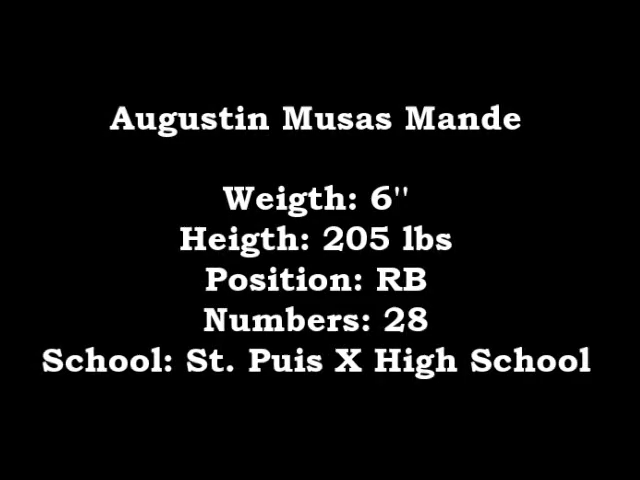 Augustin Musas Mande
Weigth: 6"
Heigth: 205 lbs
Position: RB
Numbers: 28
School: St. Puis X High School